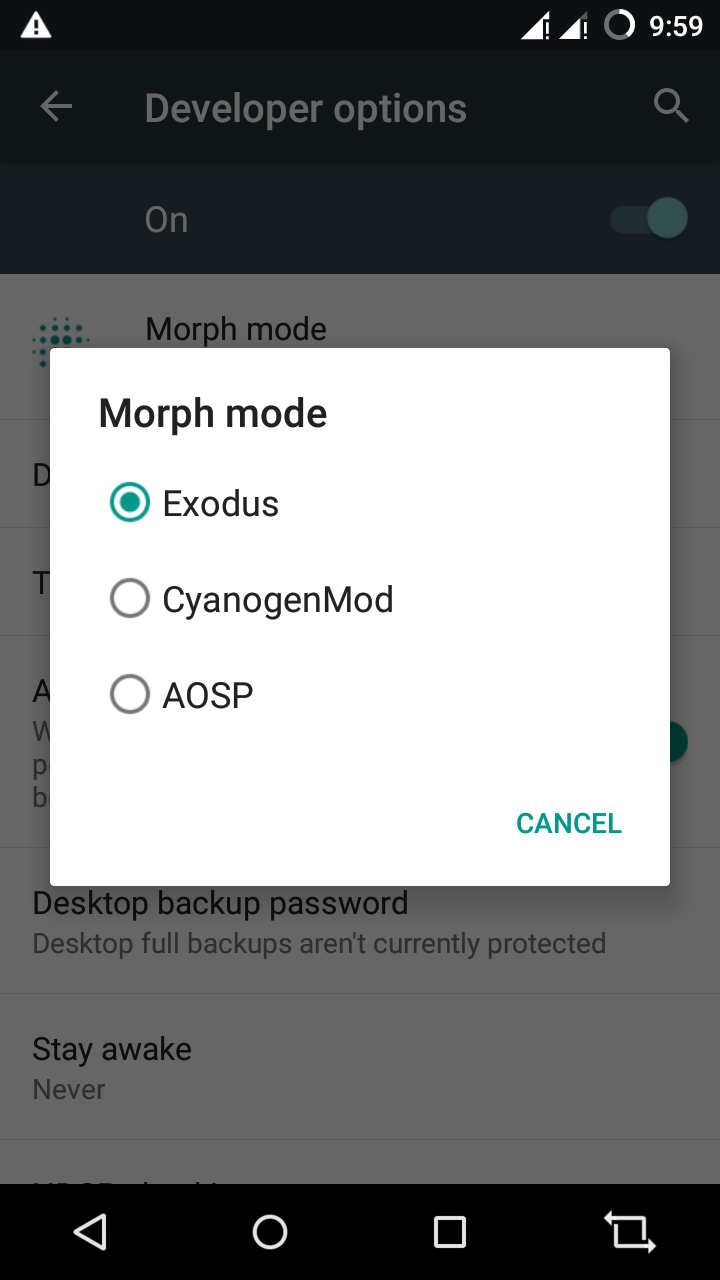 9:59
Developer options
On
Morph mode
Morph mode
Exodus
CyanogenMod
AOSP
CANCEL
Desktop backup password
Desktop full backups aren't currently protected
Stay awake
Never